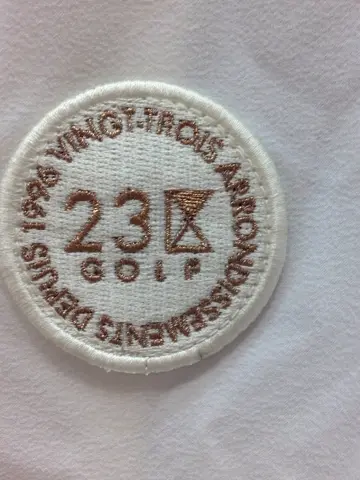 VINGT-TROIS ARRONDISSEMENTS DEPUIS 1996
23
GOLF